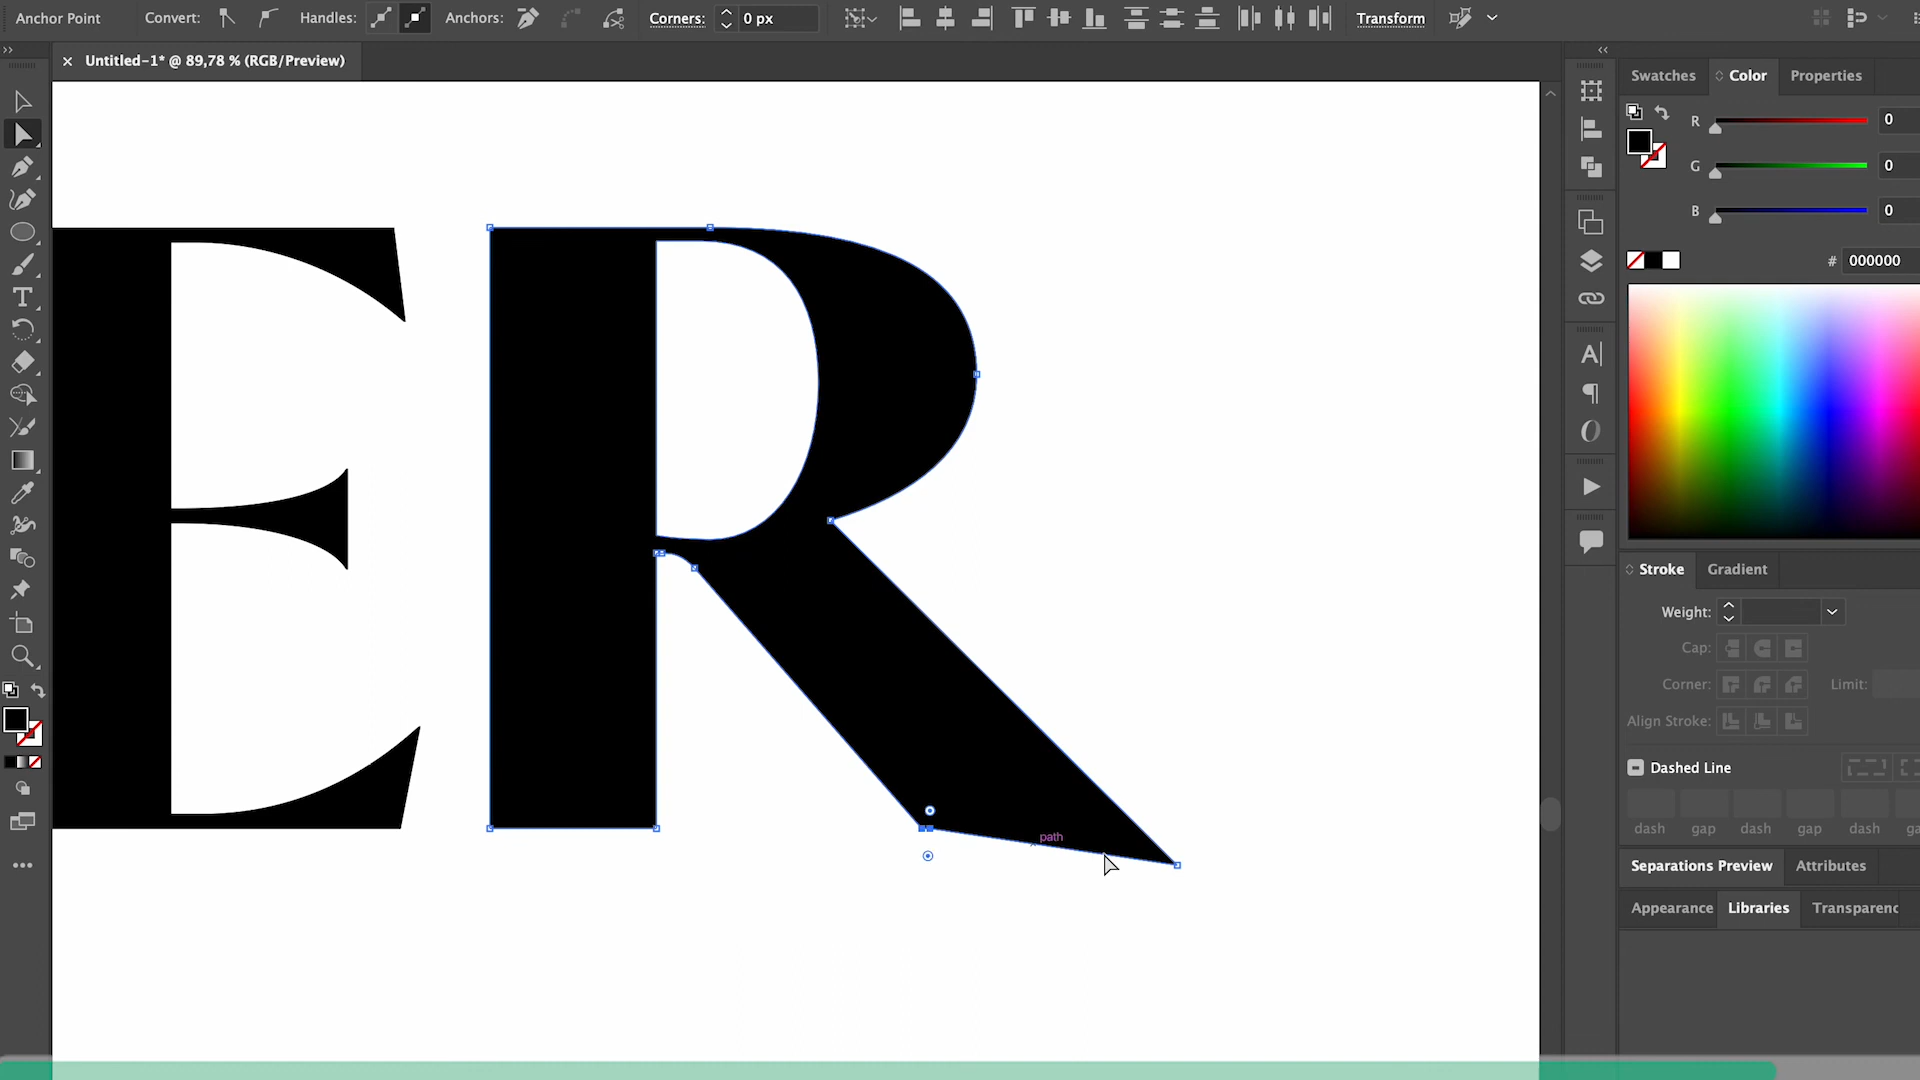 Anchor Point Convert: Handles: Anchors: Corners: 0 px Transform
Untitled-1* @ 89,78 % (RGB/Preview)
Swatches Color Properties
R 0
G 0
B 0
# 000000
ER
path
Stroke Gradient
Weight:
Cap:
Corner: Limit:
Align Stroke:
Dashed Line
dash gap dash gap dash
Separations Preview Attributes
Appearance Libraries Transparenc